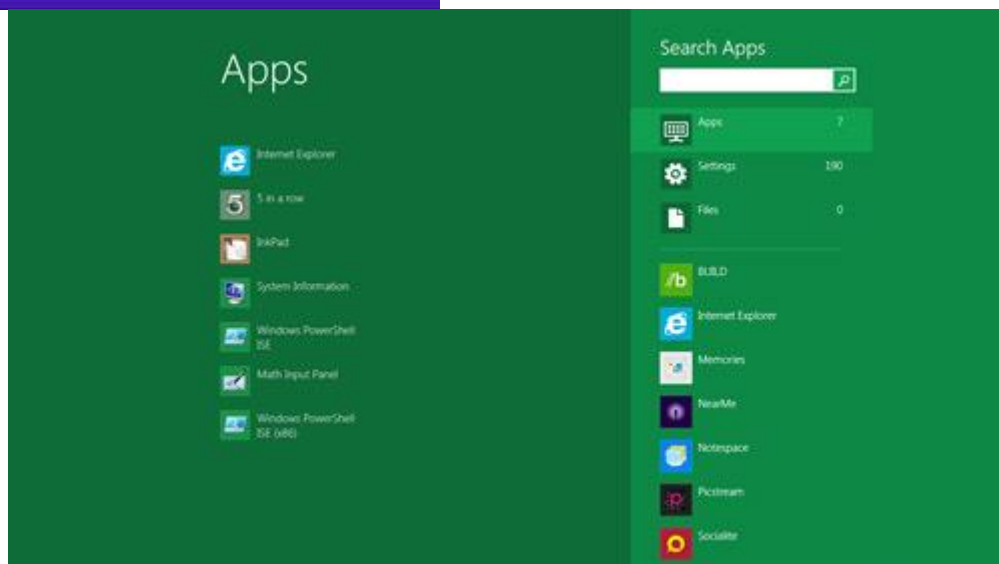 Apps
Internet Explorer
5 in a row
InkPad
System Information
Windows PowerShell
ISE
Math Input Panel
Windows PowerShell
ISE (x86)
Search Apps
Apps 7
Settings 190
Files 0
BUILD
Internet Explorer
Memories
NearMe
Notespace
Picstream
Socialite